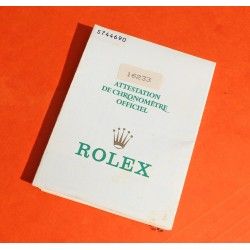 5744690
16233
ATTESTATION
DE CHRONOMÈTRE
OFFICIEL
ROLEX